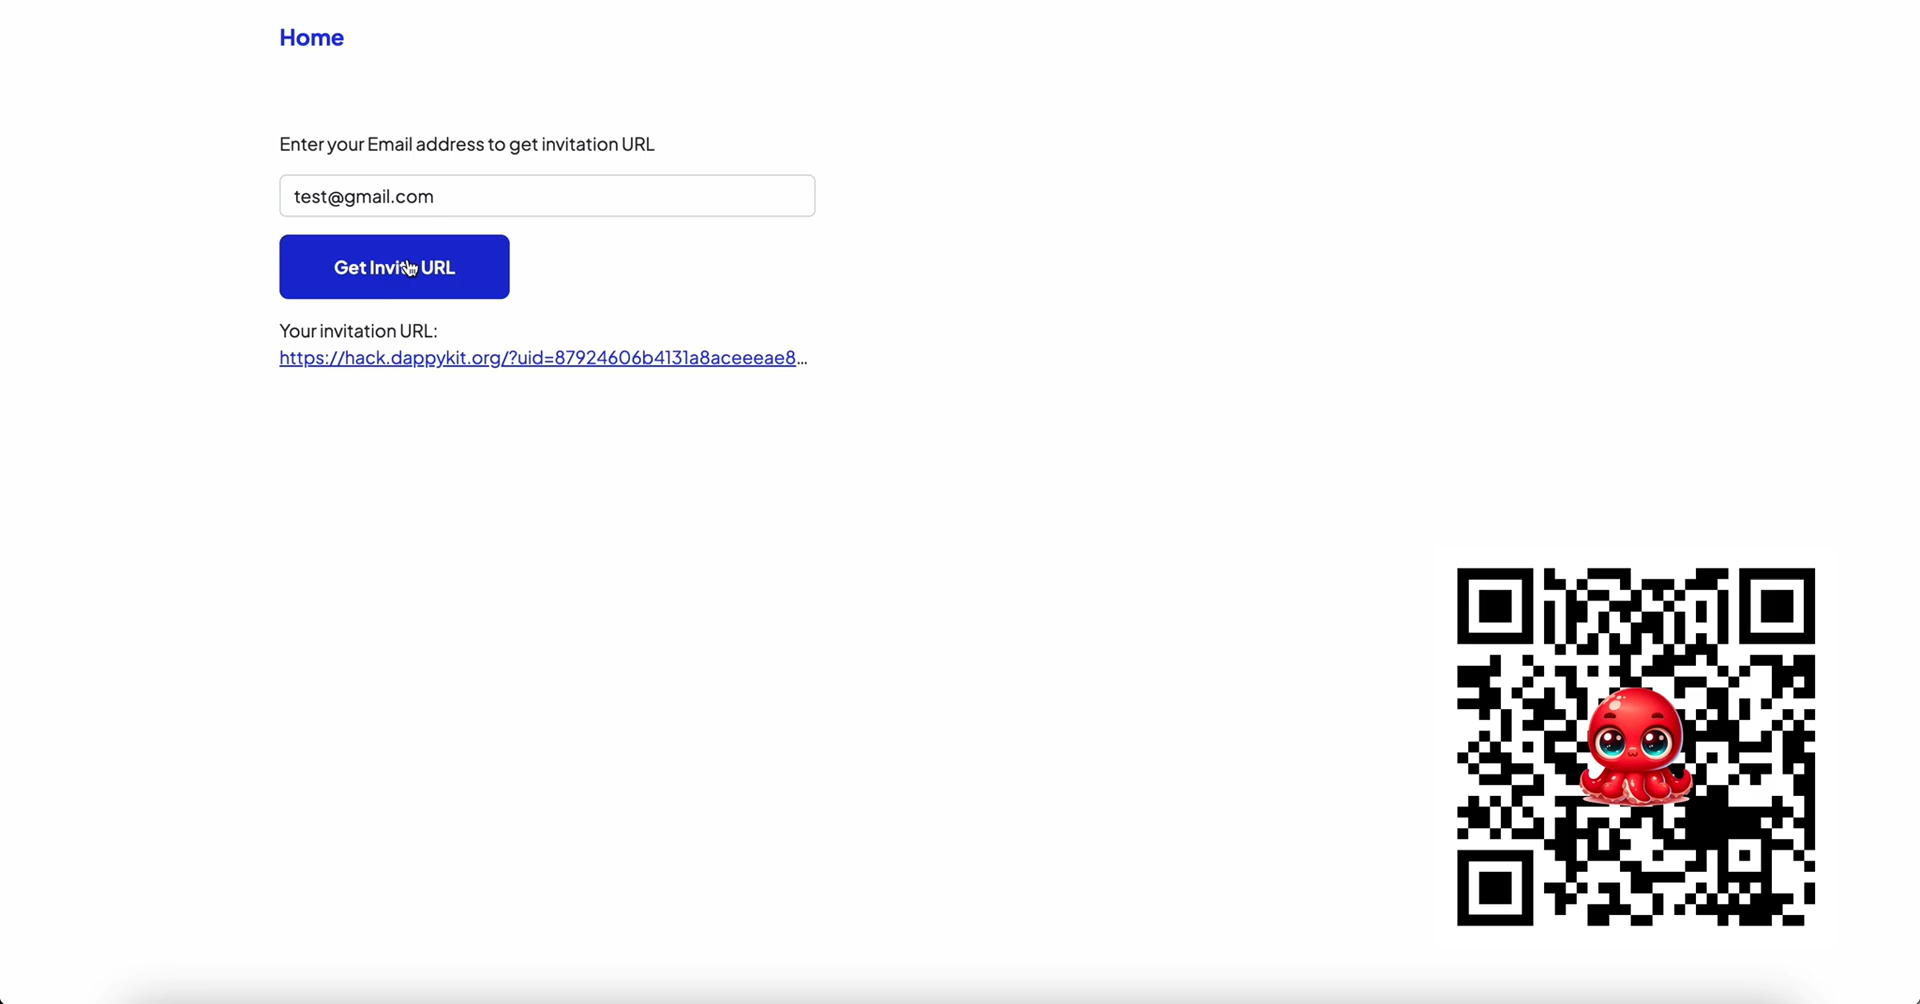 Home
Enter your Email address to get invitation URL
test@gmail.com
Get Invite URL
Your invitation URL:
https://hack.dappykit.org/?uid=87924606b4131a8aceeeae8...